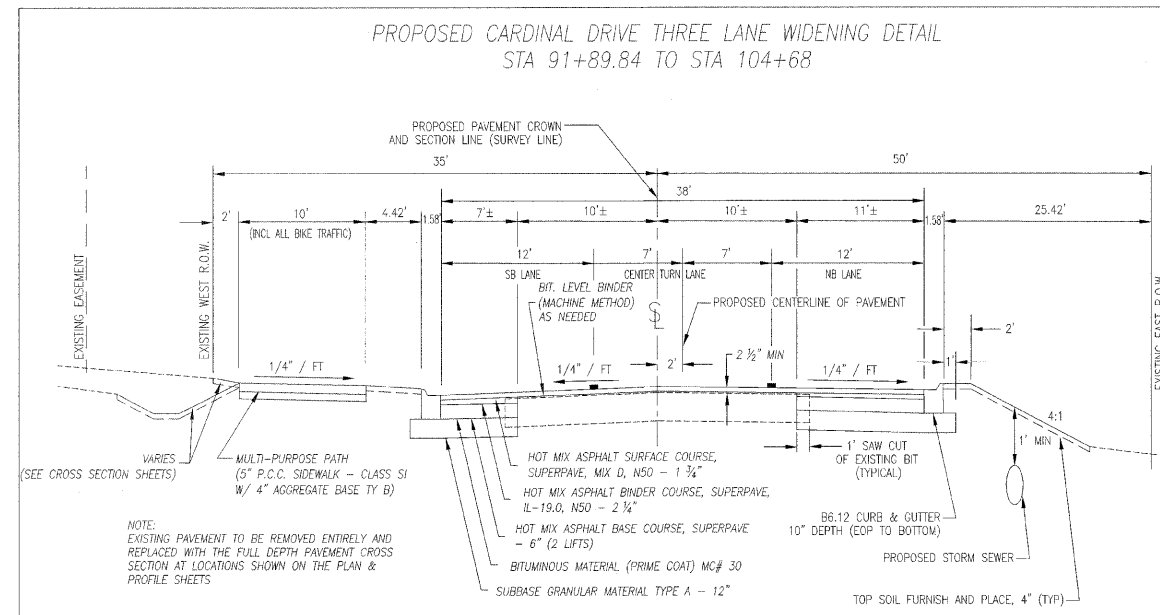 PROPOSED CARDINAL DRIVE THREE LANE WIDENING DETAIL
STA 91+89.84 TO STA 104+68
PROPOSED PAVEMENT CROWN
AND SECTION LINE (SURVEY LINE)
35'
50'
38'
2'
10'
4.42'
1.58'
7'±
10'±
10'±
11'±
1.58'
25.42'
(INCL ALL BIKE TRAFFIC)
12'
7'
7'
12'
SB LANE
CENTER TURN LANE
NB LANE
EXISTING EASEMENT
EXISTING WEST R.O.W.
EXISTING EAST R.O.W.
BIT. LEVEL BINDER
(MACHINE METHOD)
AS NEEDED
PROPOSED CENTERLINE OF PAVEMENT
2'
1/4" / FT
1/4" / FT
2'
2 ½" MIN
1/4" / FT
1'
4:1
1' MIN
VARIES
(SEE CROSS SECTION SHEETS)
MULTI-PURPOSE PATH
(5" P.C.C. SIDEWALK - CLASS SI
W/ 4" AGGREGATE BASE TY B)
HOT MIX ASPHALT SURFACE COURSE,
SUPERPAVE, MIX D, N50 - 1 ¾"
HOT MIX ASPHALT BINDER COURSE, SUPERPAVE,
IL-19.0, N50 - 2 ¼"
HOT MIX ASPHALT BASE COURSE, SUPERPAVE
- 6" (2 LIFTS)
BITUMINOUS MATERIAL (PRIME COAT) MC# 30
SUBBASE GRANULAR MATERIAL TYPE A - 12"
1' SAW CUT
OF EXISTING BIT
(TYPICAL)
B6.12 CURB & GUTTER
10" DEPTH (EOP TO BOTTOM)
PROPOSED STORM SEWER
TOP SOIL FURNISH AND PLACE, 4" (TYP)
NOTE:
EXISTING PAVEMENT TO BE REMOVED ENTIRELY AND
REPLACED WITH THE FULL DEPTH PAVEMENT CROSS
SECTION AT LOCATIONS SHOWN ON THE PLAN &
PROFILE SHEETS